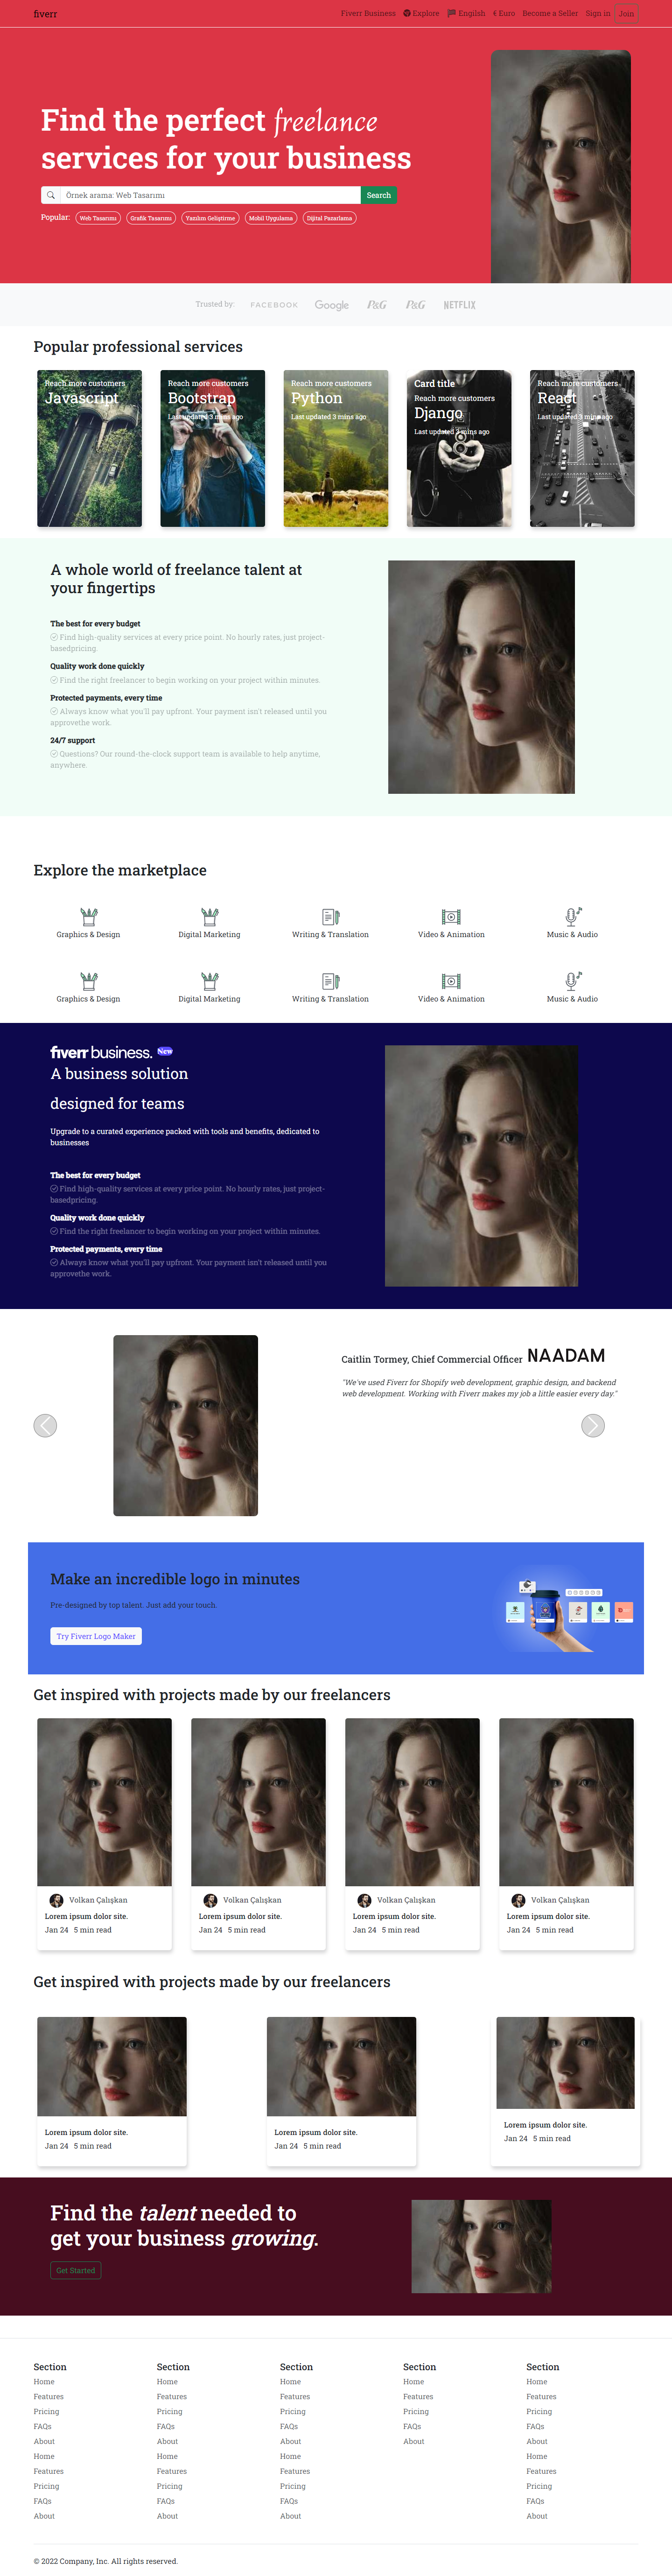 fiverr
Fiverr Business Explore English € Euro Become a Seller Sign in Join
Find the perfect freelance
services for your business
Örnek arama: Web Tasarımı Search
Popular: Web Tasarımı Grafik Tasarımı Yazılım Geliştirme Mobil Uygulama Dijital Pazarlama
Trusted by: FACEBOOK Google P&G P&G NETFLIX
Popular professional services
Reach more customers
Javascript
Reach more customers
Bootstrap
Last updated 3 mins ago
Reach more customers
Python
Last updated 3 mins ago
Card title
Reach more customers
Django
Last updated 3 mins ago
Reach more customers
React
Last updated 3 mins ago
A whole world of freelance talent at
your fingertips
The best for every budget
Find high-quality services at every price point. No hourly rates, just project-
basedpricing.
Quality work done quickly
Find the right freelancer to begin working on your project within minutes.
Protected payments, every time
Always know what you'll pay upfront. Your payment isn't released until you
approvethe work.
24/7 support
Questions? Our round-the-clock support team is available to help anytime,
anywhere.
Explore the marketplace
Graphics & Design Digital Marketing Writing & Translation Video & Animation Music & Audio
Graphics & Design Digital Marketing Writing & Translation Video & Animation Music & Audio
fiverr business. New
A business solution
designed for teams
Upgrade to a curated experience packed with tools and benefits, dedicated to
businesses
The best for every budget
Find high-quality services at every price point. No hourly rates, just project-
basedpricing.
Quality work done quickly
Find the right freelancer to begin working on your project within minutes.
Protected payments, every time
Always know what you'll pay upfront. Your payment isn't released until you
approvethe work.
Caitlin Tormey, Chief Commercial Officer NAADAM
"We've used Fiverr for Shopify web development, graphic design, and backend
web development. Working with Fiverr makes my job a little easier every day."
Make an incredible logo in minutes
Pre-designed by top talent. Just add your touch.
Try Fiverr Logo Maker
Get inspired with projects made by our freelancers
Volkan Çalışkan Volkan Çalışkan Volkan Çalışkan Volkan Çalışkan
Lorem ipsum dolor site. Lorem ipsum dolor site. Lorem ipsum dolor site. Lorem ipsum dolor site.
Jan 24 5 min read Jan 24 5 min read Jan 24 5 min read Jan 24 5 min read
Get inspired with projects made by our freelancers
Lorem ipsum dolor site. Lorem ipsum dolor site. Lorem ipsum dolor site.
Jan 24 5 min read Jan 24 5 min read Jan 24 5 min read
Find the talent needed to
get your business growing.
Get Started
Section Section Section Section Section
Home Home Home Home Home
Features Features Features Features Features
Pricing Pricing Pricing Pricing Pricing
FAQs FAQs FAQs FAQs FAQs
About About About About About
Home Home Home Home
Features Features Features Features
Pricing Pricing Pricing Pricing
FAQs FAQs FAQs FAQs
About About About About
© 2022 Company, Inc. All rights reserved.